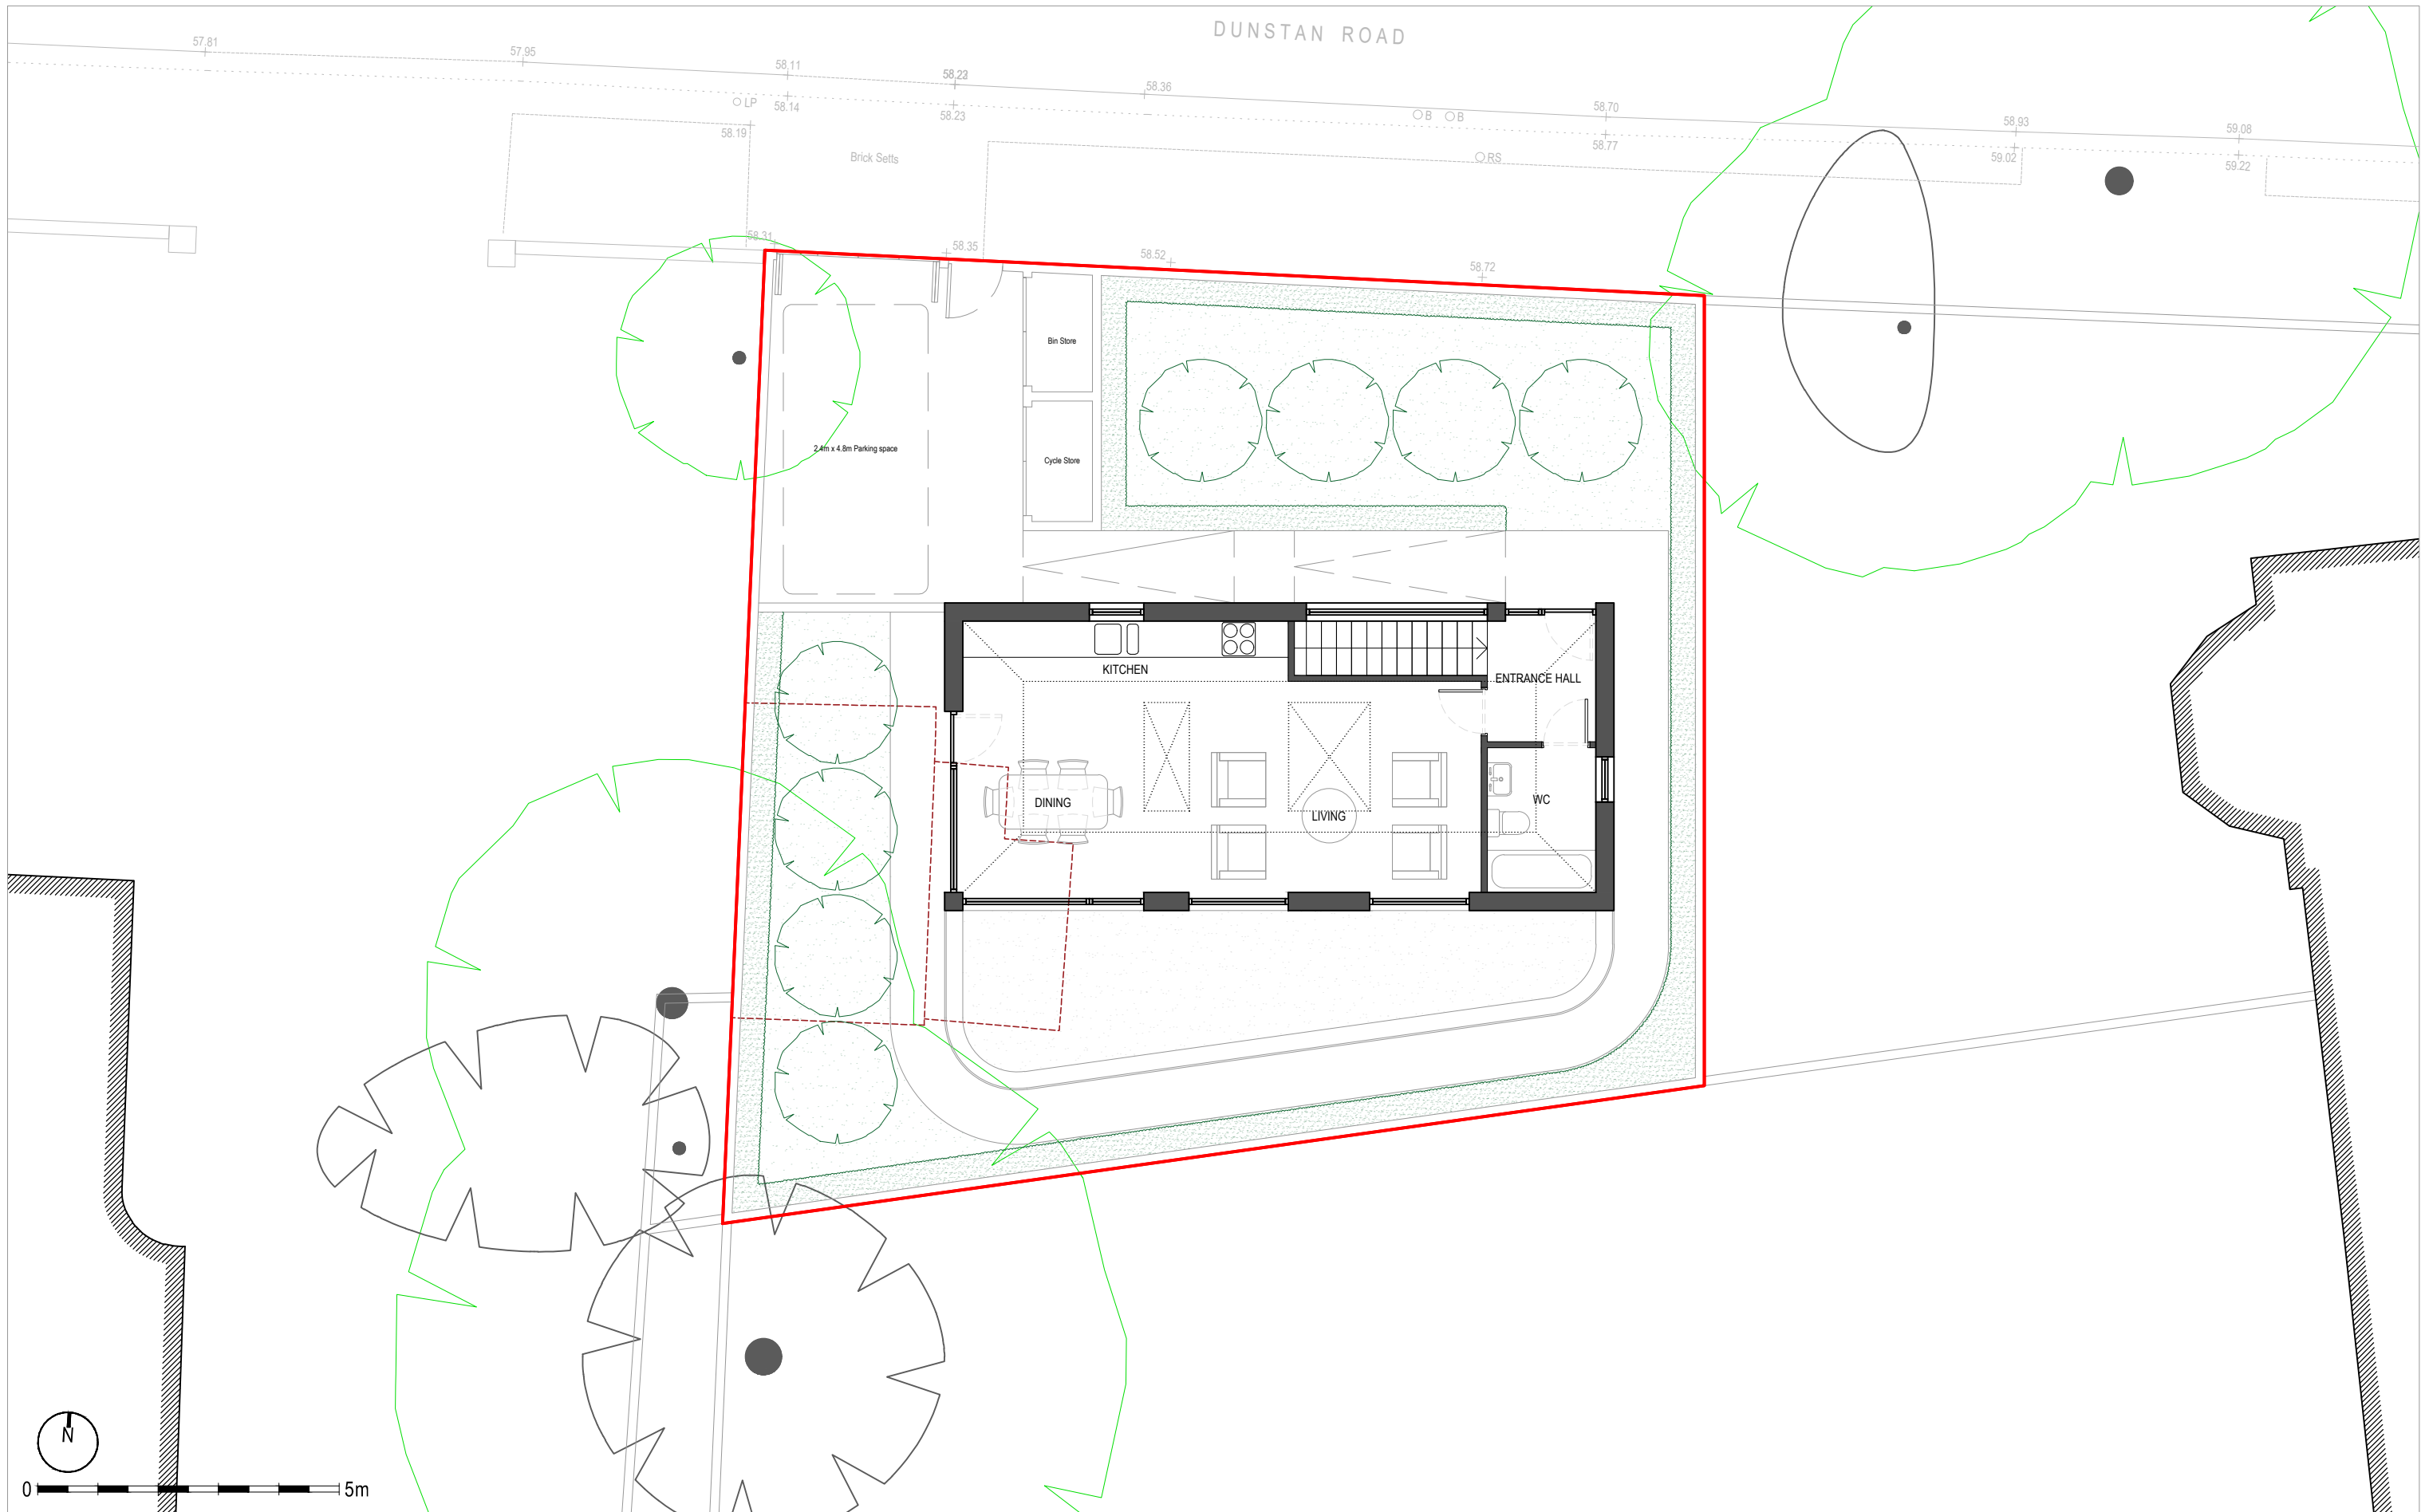 DUNSTAN ROAD
57.81
57.95
58.11
58.23
58.36
58.70
58.93
59.08
LP
58.14
58.23
B
B
58.19
58.77
59.02
59.22
Brick Setts
RS
58.31
58.35
58.52
58.72
Bin Store
2.4m x 4.8m Parking space
Cycle Store
KITCHEN
ENTRANCE HALL
DINING
LIVING
WC
N
0
5m